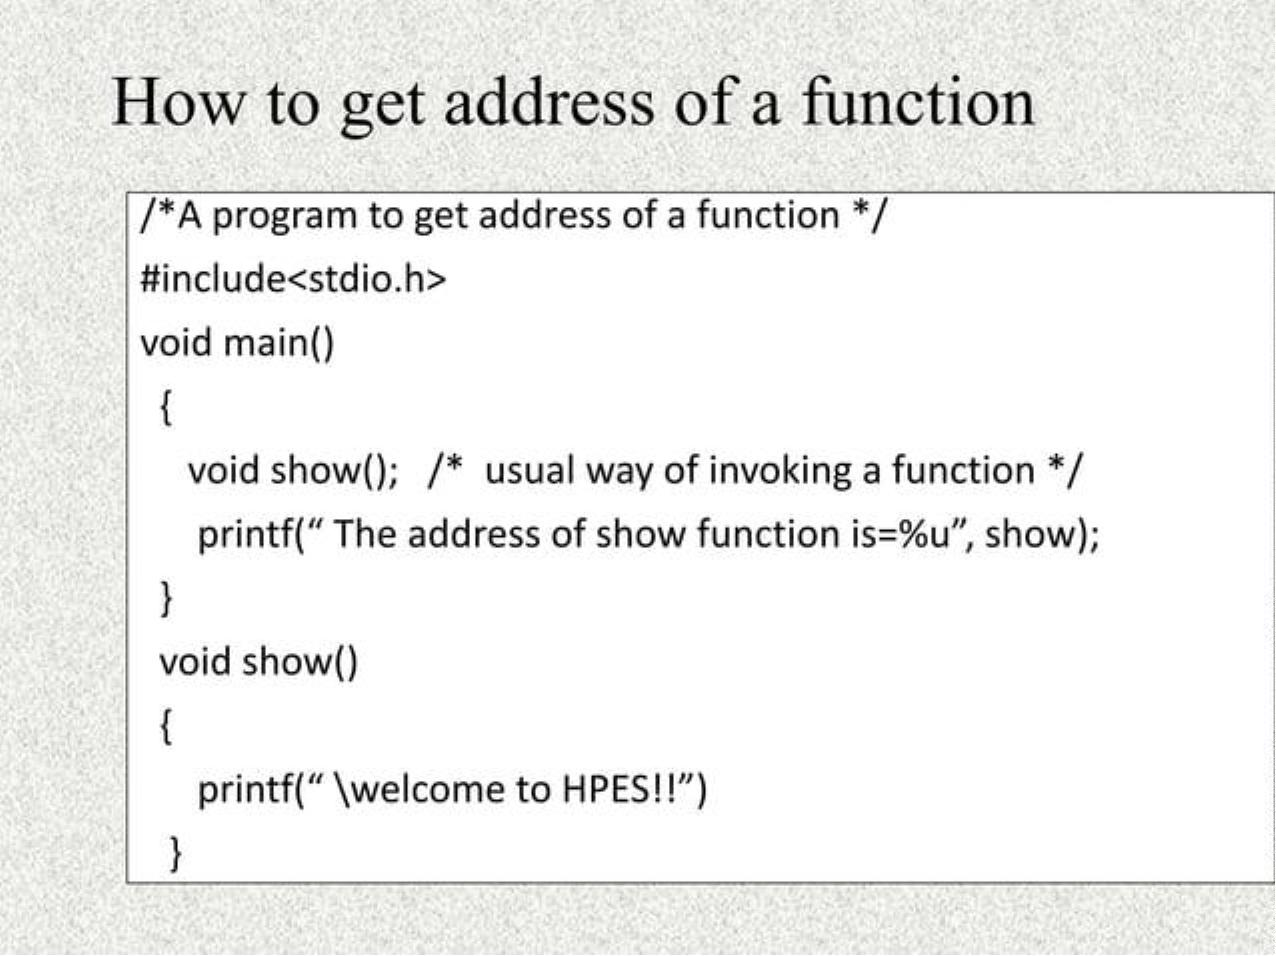 How to get address of a function
/*A program to get address of a function */
#include<stdio.h>
void main()
{
void show(); /* usual way of invoking a function */
printf(“ The address of show function is=%u”, show);
}
void show()
{
printf(“ \welcome to HPES!!”)
}